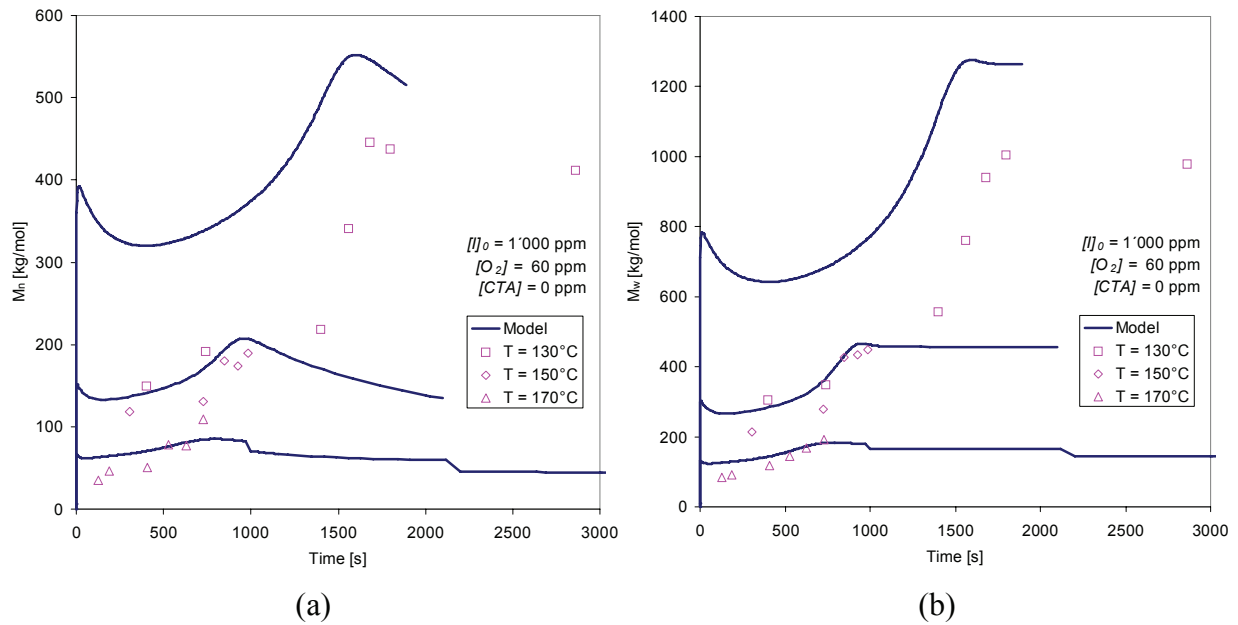 600
500
400
300
200
100
0
Mn [kg/mol]
0 500 1000 1500 2000 2500 3000
Time [s]
[I]0 = 1´000 ppm
[O2] = 60 ppm
[CTA] = 0 ppm
Model
T = 130°C
T = 150°C
T = 170°C
(a)
1400
1200
1000
800
600
400
200
0
Mw [kg/mol]
0 500 1000 1500 2000 2500 3000
Time [s]
[I]0 = 1´000 ppm
[O2] = 60 ppm
[CTA] = 0 ppm
Model
T = 130°C
T = 150°C
T = 170°C
(b)